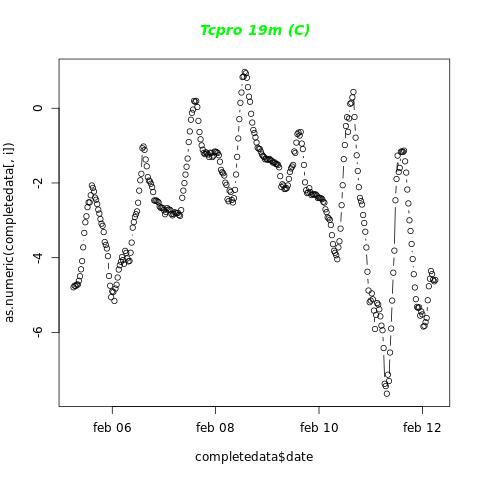 Tcpro 19m (C)
as.numeric(completedata[, i])
0
-2
-4
-6
feb 06
feb 08
feb 10
feb 12
completedata$date